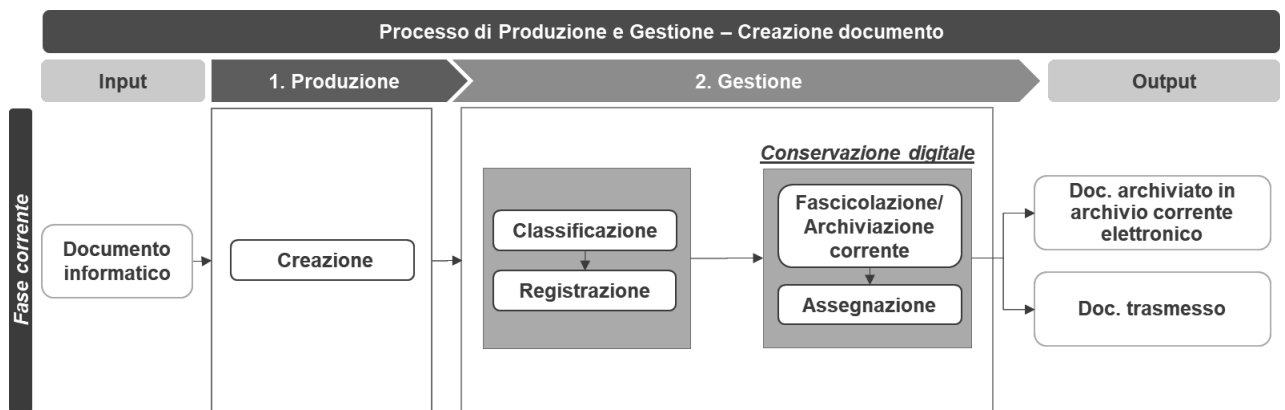 Processo di Produzione e Gestione – Creazione documento
Input
1. Produzione
2. Gestione
Output
Fase corrente
Documento
informatico
Creazione
Classificazione
Registrazione
Conservazione digitale
Fascicolazione/
Archiviazione
corrente
Assegnazione
Doc. archiviato in
archivio corrente
elettronico
Doc. trasmesso